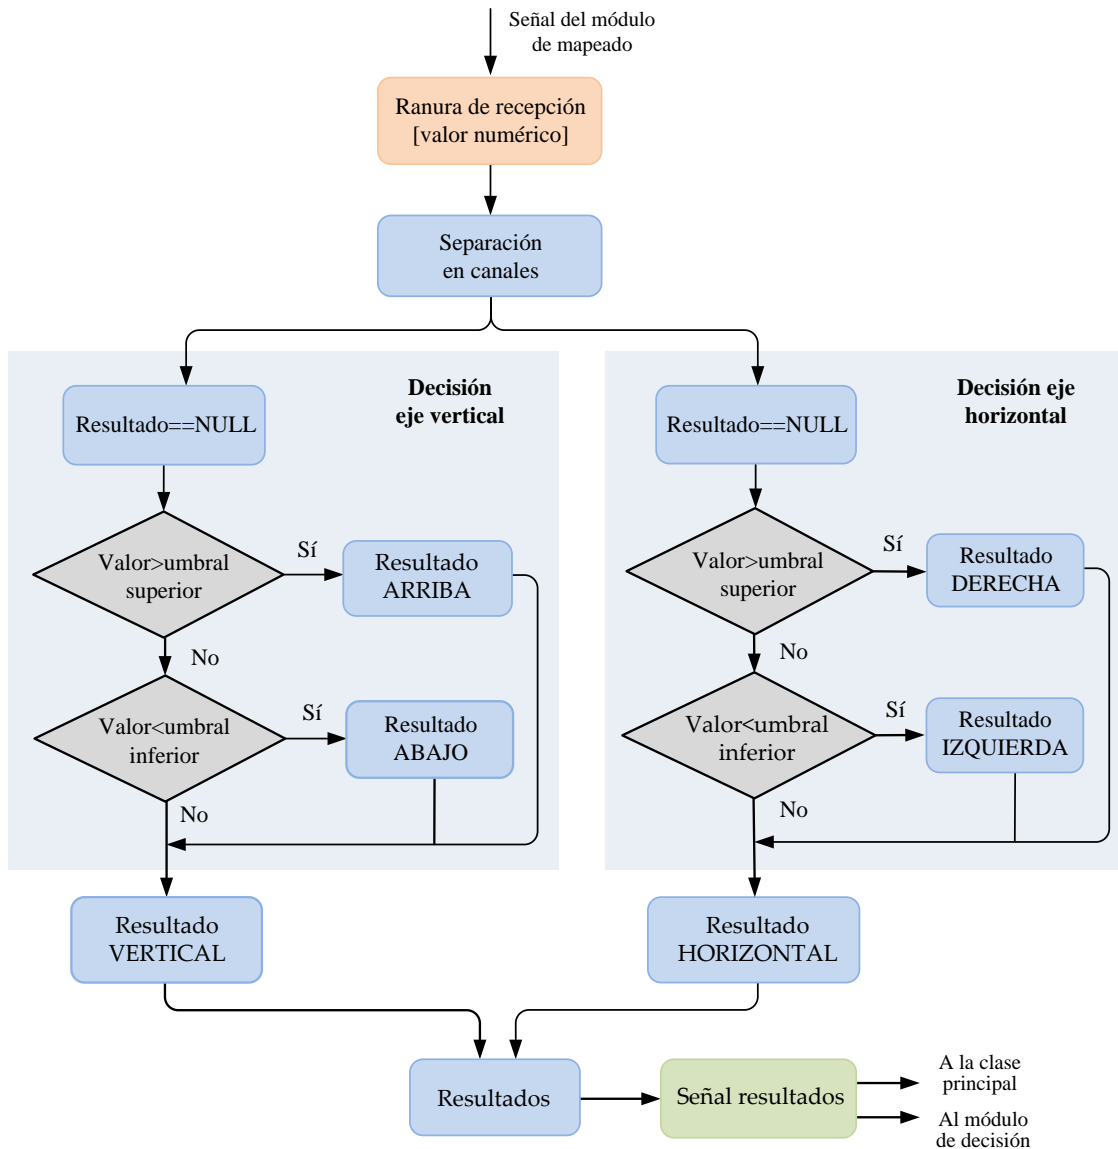 Señal del módulo
de mapeado
Ranura de recepción
[valor numérico]
Separación
en canales
Decisión
eje vertical
Resultado==NULL
Valor>umbral
superior
Sí
Resultado
ARRIBA
No
Valor<umbral
inferior
Sí
Resultado
ABAJO
No
Resultado
VERTICAL
Decisión eje
horizontal
Resultado==NULL
Valor>umbral
superior
Sí
Resultado
DERECHA
No
Valor<umbral
inferior
Sí
Resultado
IZQUIERDA
No
Resultado
HORIZONTAL
Resultados
Señal resultados
A la clase
principal
Al módulo
de decisión